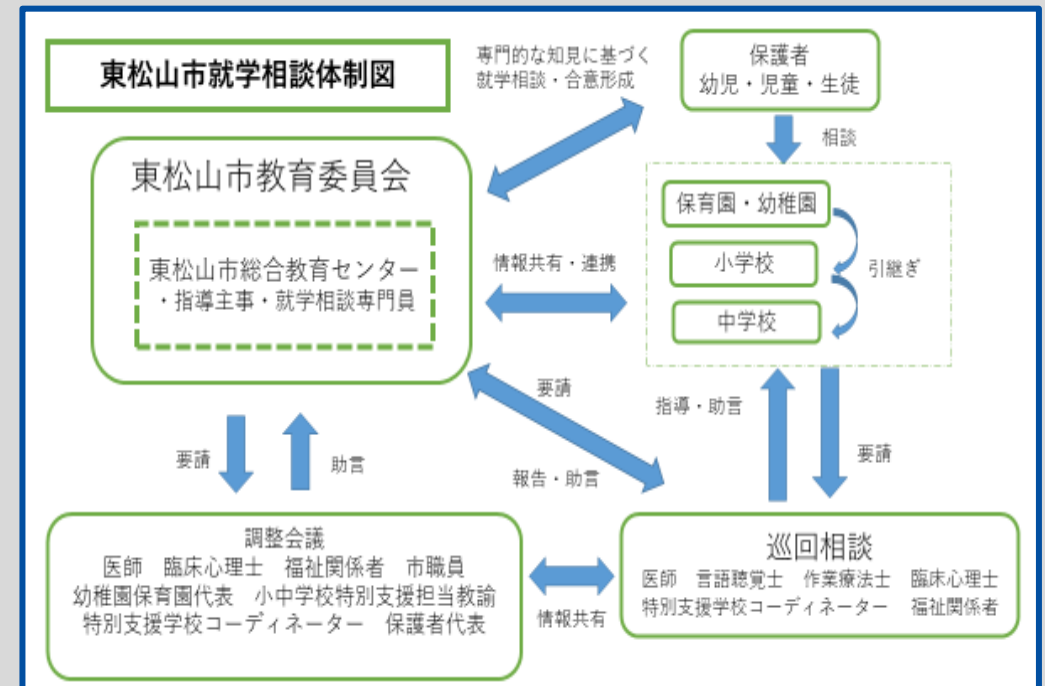 東松山市就学相談体制図
専門的な知見に基づく
就学相談・合意形成
保護者
幼児・児童・生徒
相談
東松山市教育委員会
東松山市総合教育センター
・指導主事・就学相談専門員
情報共有・連携
保育園・幼稚園
小学校
中学校
引継ぎ
要請
助言
要請
報告・助言
指導・助言
要請
調整会議
医師　臨床心理士　福祉関係者　市職員
幼稚園保育園代表　小中学校特別支援担当教諭
特別支援学校コーディネーター　保護者代表
情報共有
巡回相談
医師　言語聴覚士　作業療法士　臨床心理士
特別支援学校コーディネーター　福祉関係者